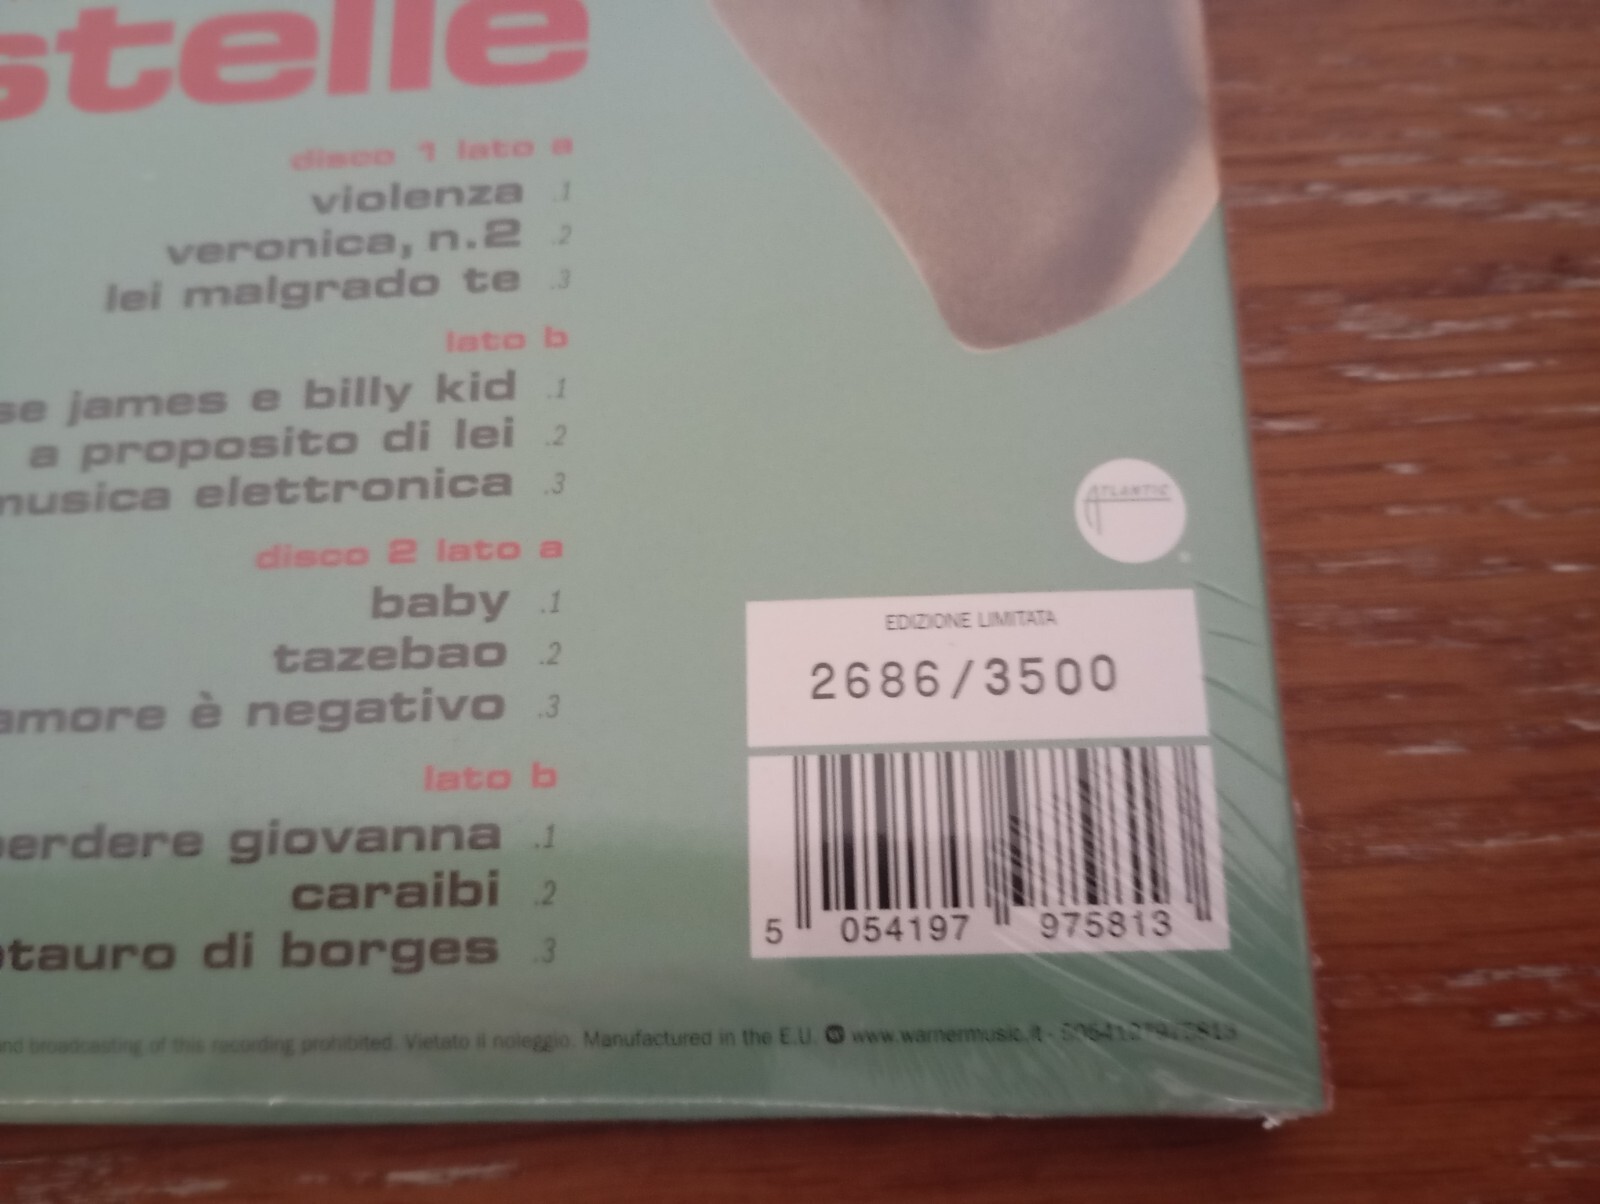 stelle
disco 1 lato a
violenza .1
veronica, n.2 .2
lei malgrado te .3
lato b
se james e billy kid .1
a proposito di lei .2
musica elettronica .3
disco 2 lato a
baby .1
tazebao .2
amore è negativo .3
lato b
perdere giovanna .1
caraibi .2
otauro di borges .3
ATLANTIC
EDIZIONE LIMITATA
2686/3500
5 054197 975813
and broadcasting of this recording prohibited. Vietato il noleggio. Manufactured in the E.U. www.warnermusic.it - 5054197975813